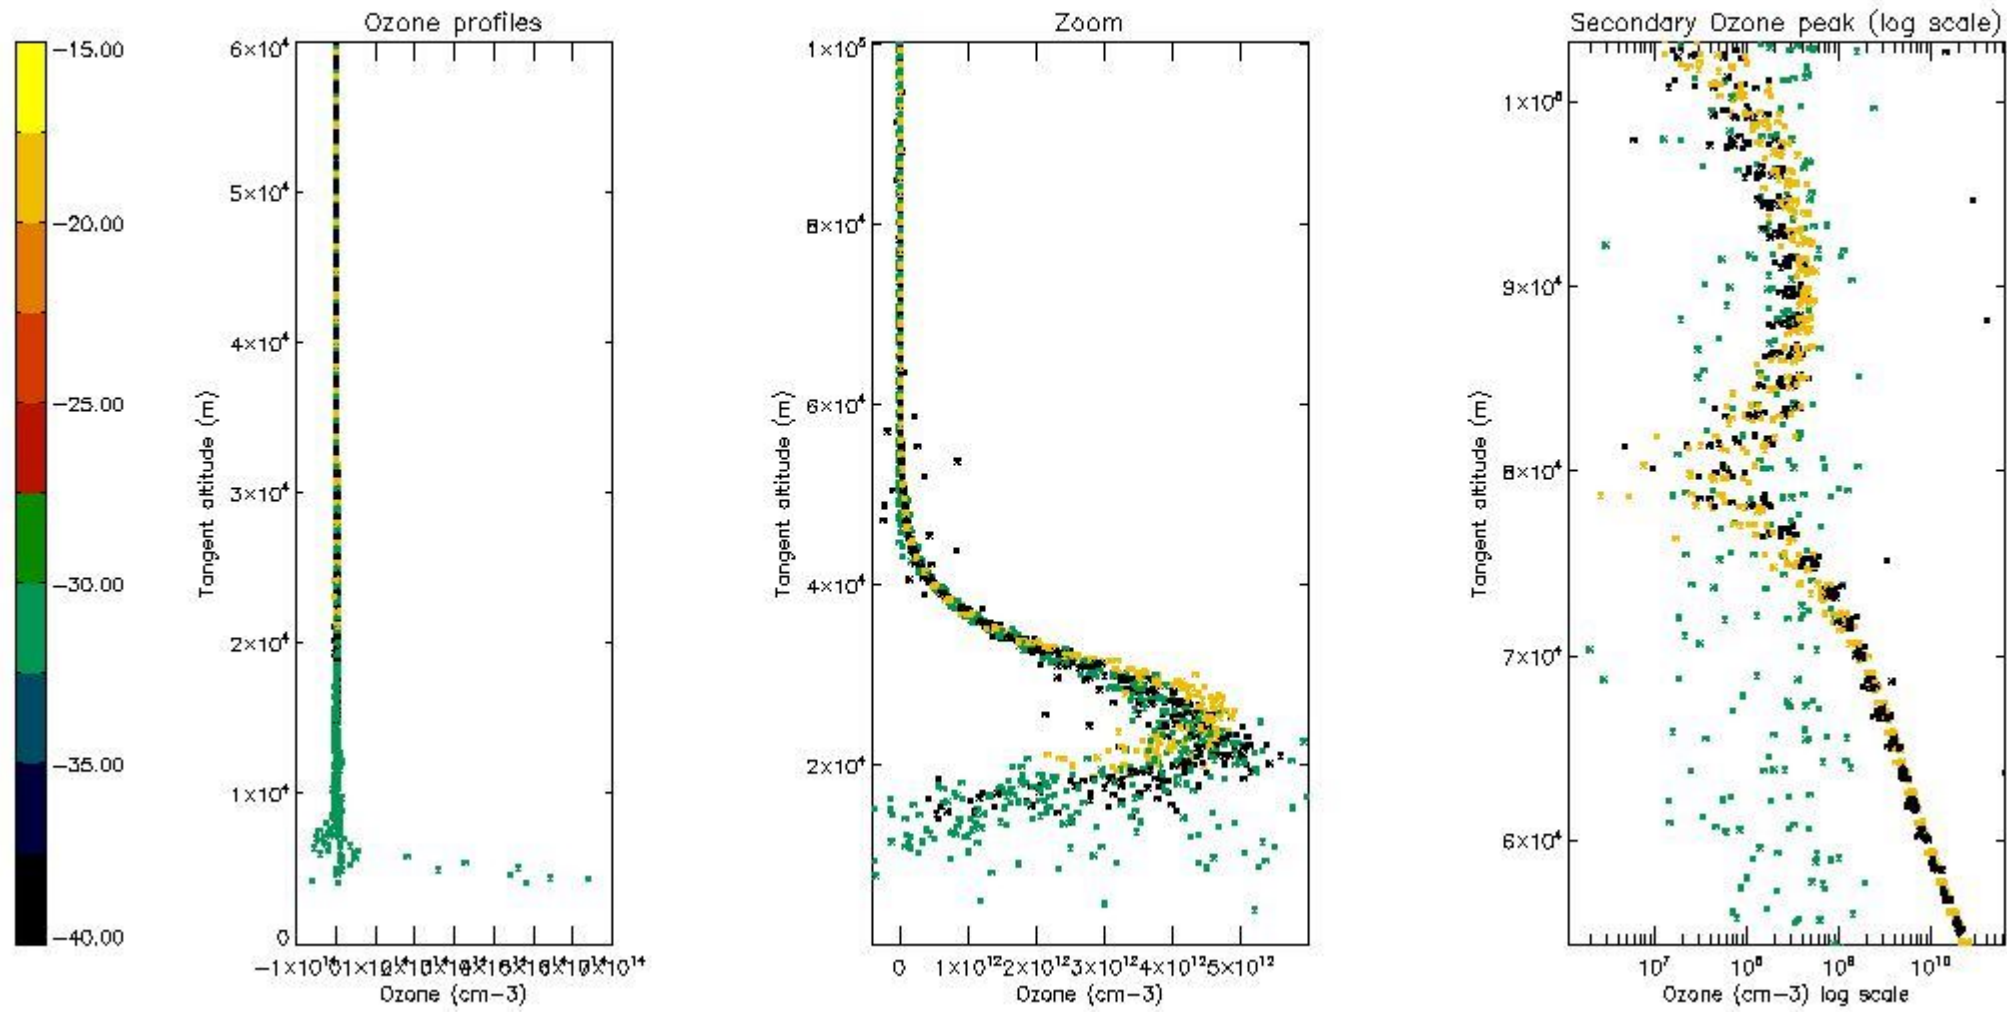 Ozone profiles
Zoom
Secondary Ozone peak (log scale)
-15.00
-20.00
-25.00
-30.00
-35.00
-40.00
6×10⁴
5×10⁴
4×10⁴
3×10⁴
2×10⁴
1×10⁴
0
Tangent altitude (m)
Ozone (cm-3)
1×10⁵
8×10⁴
6×10⁴
4×10⁴
2×10⁴
Tangent altitude (m)
0 1×10¹² 2×10¹² 3×10¹² 4×10¹² 5×10¹²
Ozone (cm-3)
9×10⁴
8×10⁴
7×10⁴
6×10⁴
Tangent altitude (m)
10⁷ 10⁸ 10⁹ 10¹⁰
Ozone (cm-3) log scale